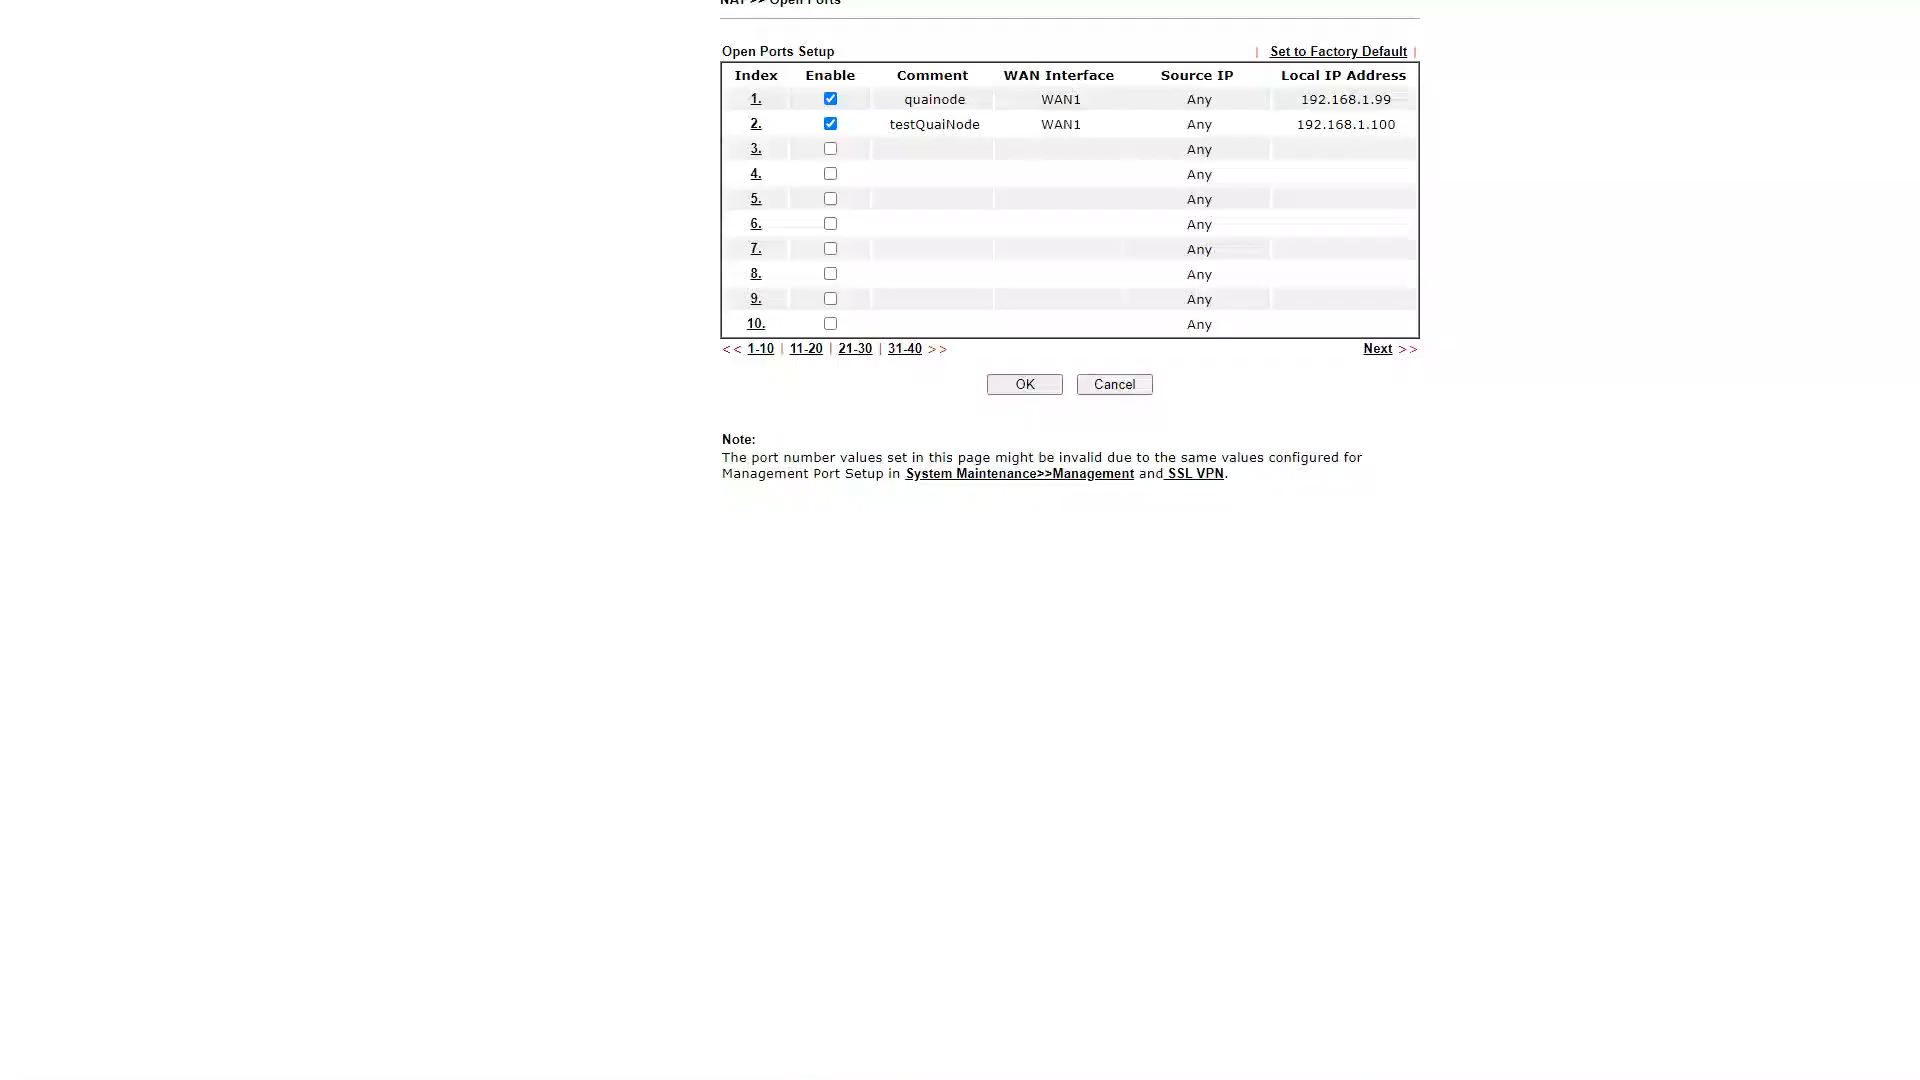 NAT >> Open Ports
Open Ports Setup | Set to Factory Default |
Index Enable Comment WAN Interface Source IP Local IP Address
1. quainode WAN1 Any 192.168.1.99
2. testQuaiNode WAN1 Any 192.168.1.100
3. Any
4. Any
5. Any
6. Any
7. Any
8. Any
9. Any
10. Any
<< 1-10 | 11-20 | 21-30 | 31-40 >> Next >>
OK Cancel
Note:
The port number values set in this page might be invalid due to the same values configured for
Management Port Setup in System Maintenance>>Management and SSL VPN.